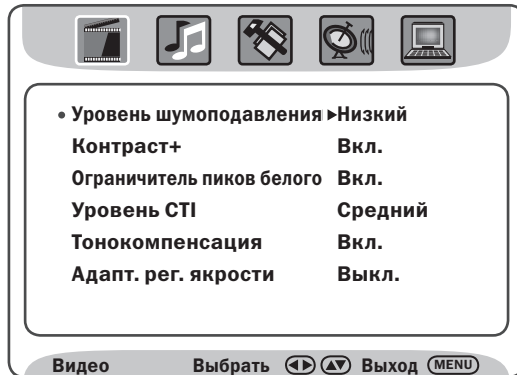 • Уровень шумоподавления ▸Низкий
Контраст+ Вкл.
Ограничитель пиков белого Вкл.
Уровень CTI Средний
Тонокомпенсация Вкл.
Адапт. рег. якрости Выкл.
Видео Выбрать Выход MENU